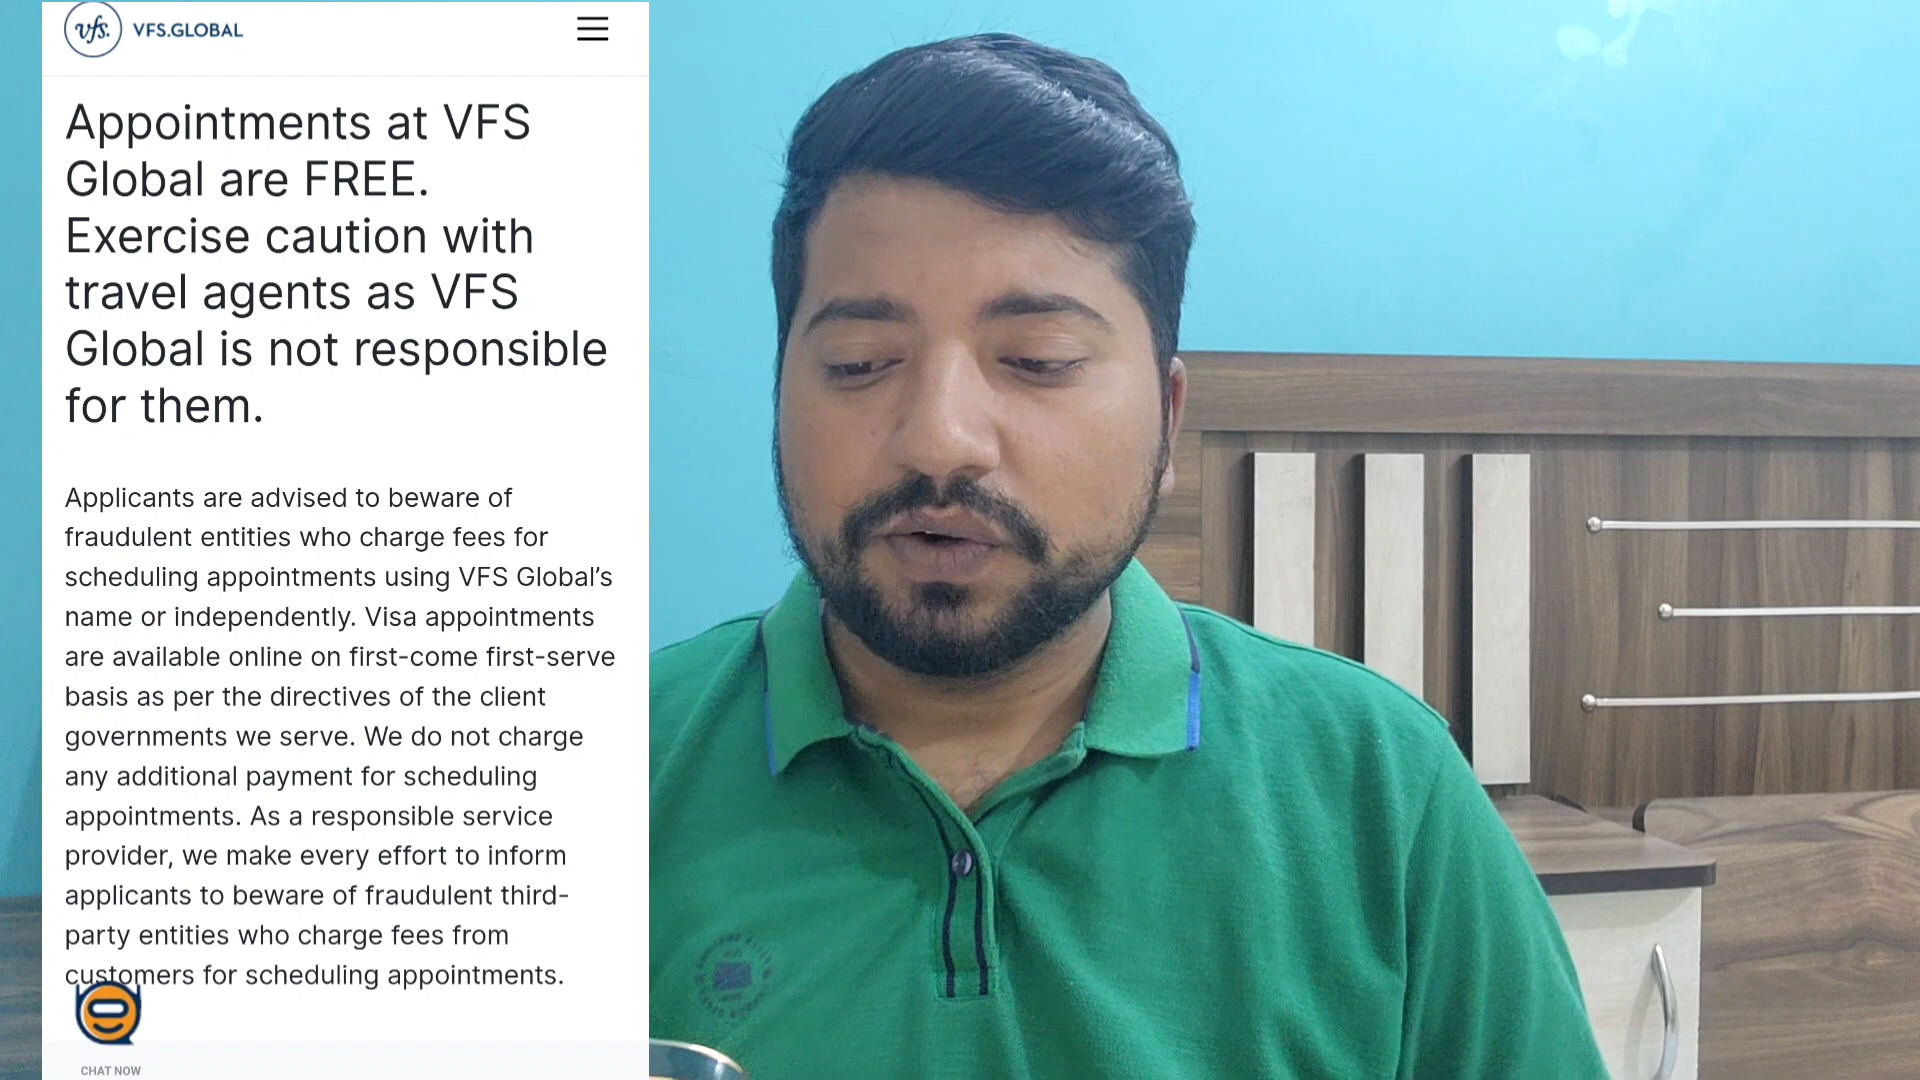 vfs. VFS.GLOBAL
Appointments at VFS
Global are FREE.
Exercise caution with
travel agents as VFS
Global is not responsible
for them.
Applicants are advised to beware of
fraudulent entities who charge fees for
scheduling appointments using VFS Global’s
name or independently. Visa appointments
are available online on first-come first-serve
basis as per the directives of the client
governments we serve. We do not charge
any additional payment for scheduling
appointments. As a responsible service
provider, we make every effort to inform
applicants to beware of fraudulent third-
party entities who charge fees from
customers for scheduling appointments.
CHAT NOW